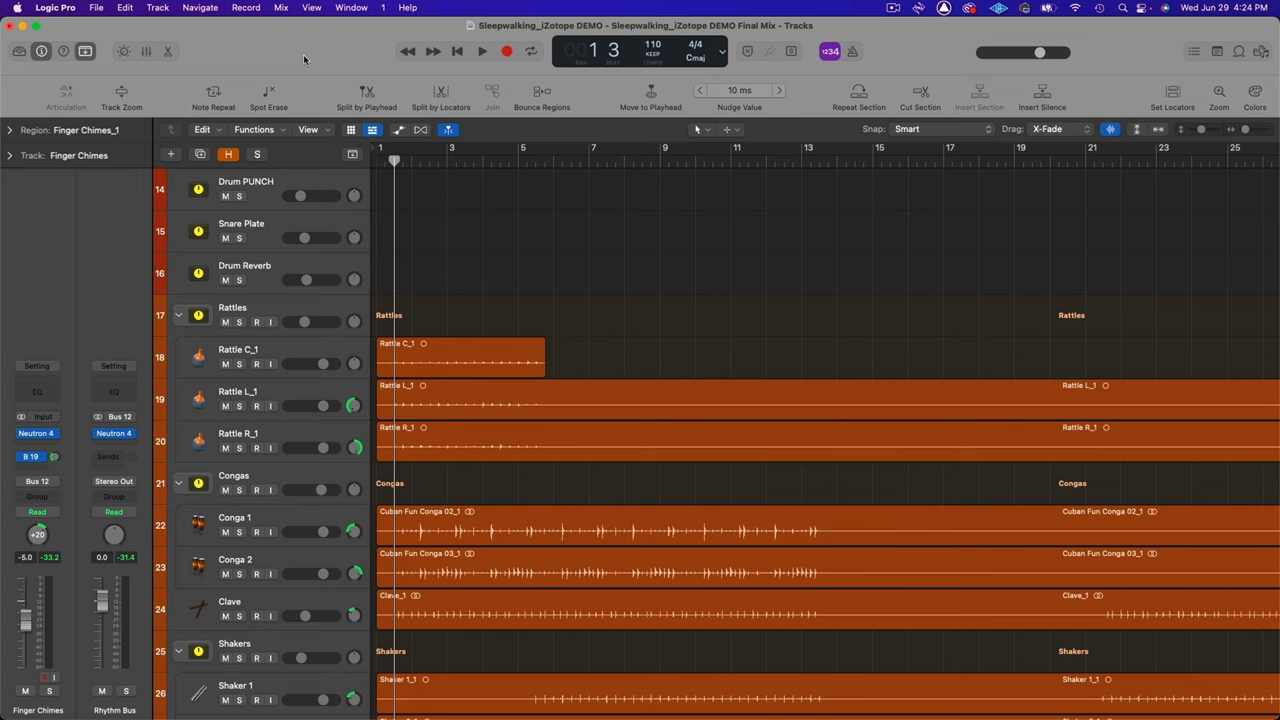 Logic Pro File Edit Track Navigate Record Mix View Window 1 Help Wed Jun 29 4:24 PM
Sleepwalking_iZotope DEMO - Sleepwalking_iZotope DEMO Final Mix - Tracks
001 3 110 4/4
BAR BEAT KEEP TEMPO Cmaj
1234
Articulation Track Zoom Note Repeat Spot Erase Split by Playhead Split by Locators Join Bounce Regions Move to Playhead 10 ms Nudge Value Repeat Section Cut Section Insert Section Insert Silence Set Locators Zoom Colors
Region: Finger Chimes_1 Edit Functions View Snap: Smart Drag: X-Fade
Track: Finger Chimes H S 1 3 5 7 9 11 13 15 17 19 21 23 25
14 Drum PUNCH
M S
15 Snare Plate
M S
16 Drum Reverb
M S
17 Rattles Rattles Rattles
M S R I
18 Rattle C_1 Rattle C_1
M S R I
19 Rattle L_1 Rattle L_1 Rattle L_1
M S R I
20 Rattle R_1 Rattle R_1 Rattle R_1
M S R I
21 Congas Congas Congas
M S R I
22 Conga 1 Cuban Fun Conga 02_1 Cuban Fun Conga 02_1
M S R I
23 Conga 2 Cuban Fun Conga 03_1 Cuban Fun Conga 03_1
M S R I
24 Clave Clave_1 Clave_1
M S R I
25 Shakers Shakers Shakers
M S R I
26 Shaker 1 Shaker 1_1 Shaker 1_1
M S R I
Setting Setting
EQ EQ
Input Bus 12
Neutron 4 Neutron 4
B 19 Sends
Bus 12 Stereo Out
Group Group
Read Read
+20
-5.0 -33.2 0.0 -31.4
R I
M S M S
Finger Chimes Rhythm Bus